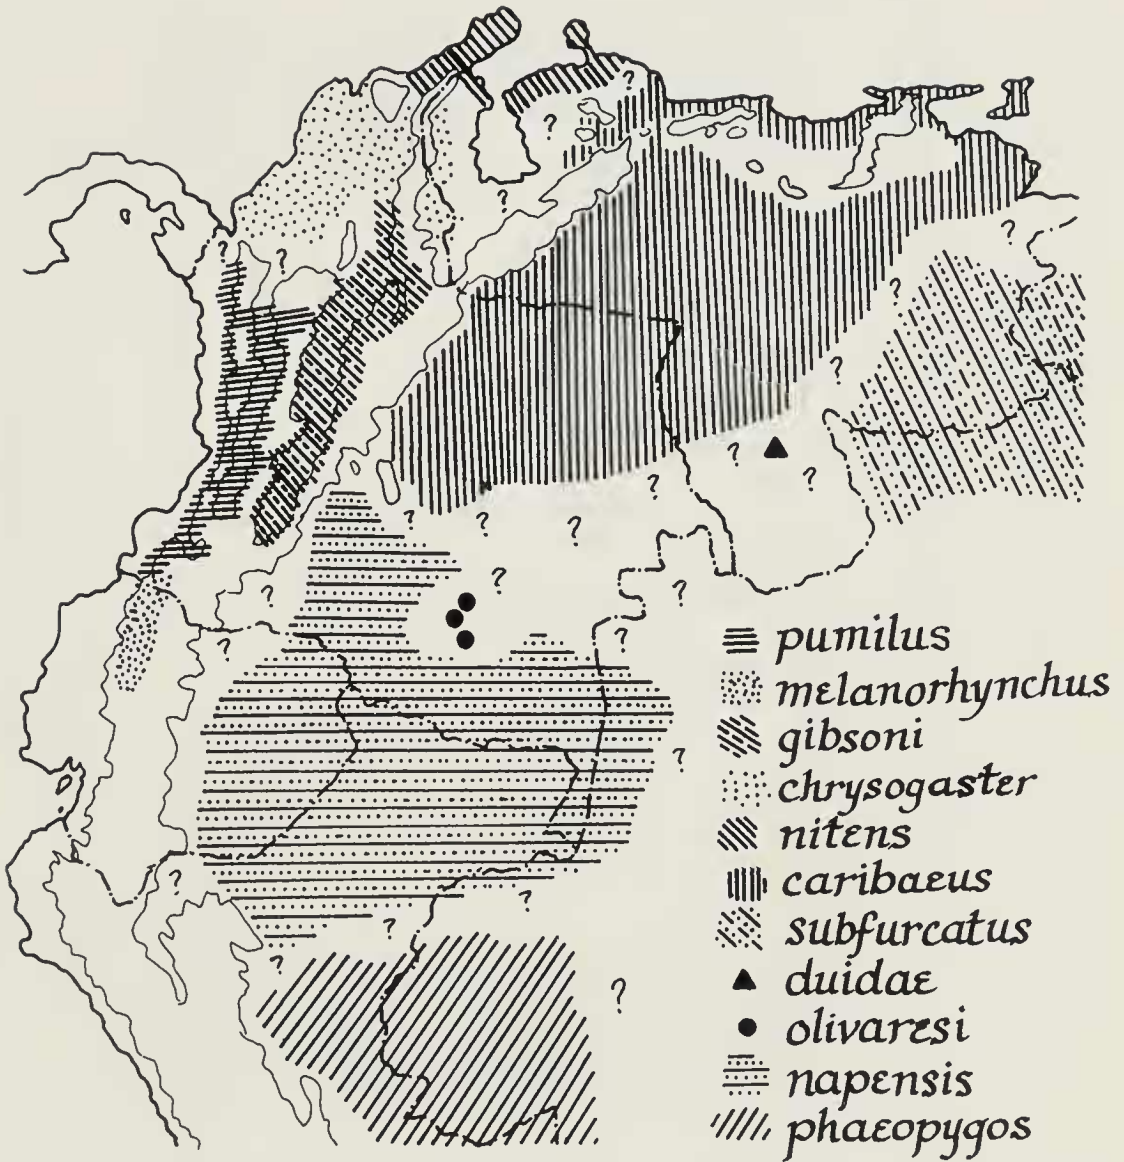 pumilus
melanorhynchus
gibsoni
chrysogaster
nitens
caribaeus
subfurcatus
duidae
olivaresi
napensis
phaeopygos